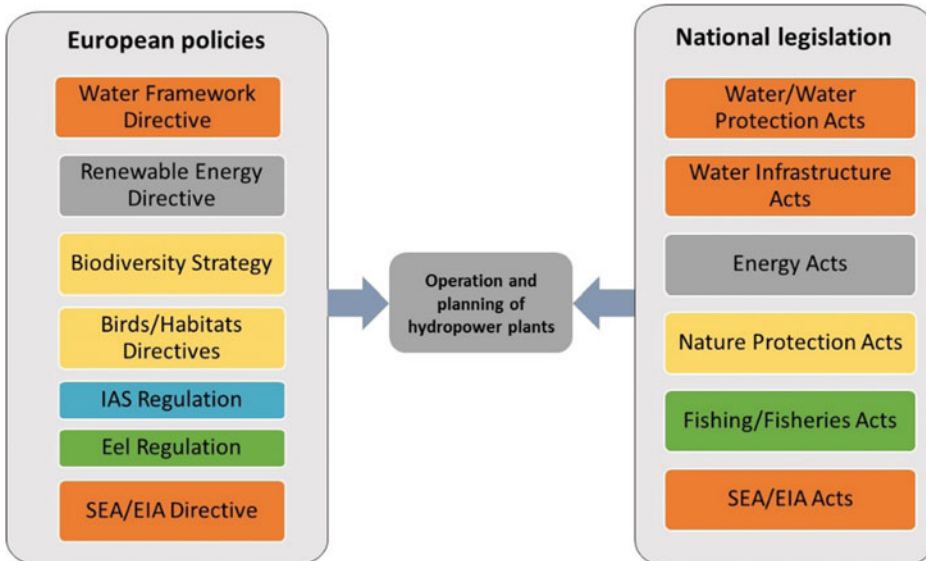 European policies
Water Framework
Directive
Renewable Energy
Directive
Biodiversity Strategy
Birds/Habitats
Directives
IAS Regulation
Eel Regulation
SEA/EIA Directive
Operation and
planning of
hydropower plants
National legislation
Water/Water
Protection Acts
Water Infrastructure
Acts
Energy Acts
Nature Protection Acts
Fishing/Fisheries Acts
SEA/EIA Acts